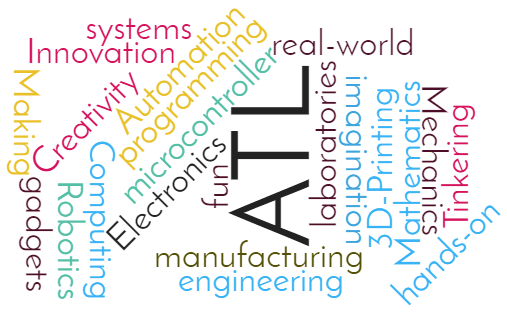 systems
Innovation
Automation
programming
real-world
Making
Creativity
microcontroller
Electronics
ATL
fun
laboratories
imagination
3D-Printing
Mathematics
Mechanics
Tinkering
hands-on
gadgets
Robotics
Computing
manufacturing
engineering